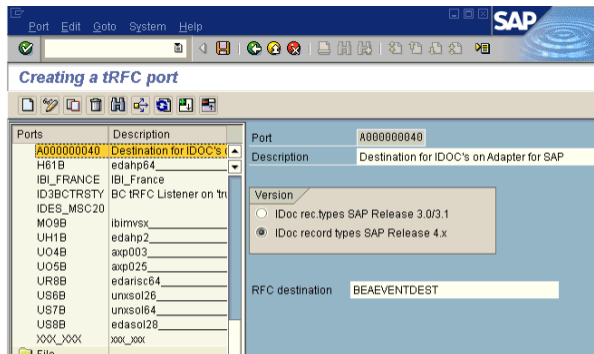 Port Edit Goto System Help
SAP
Creating a tRFC port
Ports Description
A000000040 Destination for IDOC's
H61B edahp64
IBI_FRANCE IBI_France
ID3BCTRSTY BC tRFC Listener on 'tru
IDES_MSC20
MO9B ibimvsx
UH1B edahp2
UO4B axp003
UO5B axp025
UR8B edarisc64
US6B unxsol26
US7B unxsol64
US8B edasol28
XXX_XXX xxx_xxx
File
Port A000000040
Description Destination for IDOC's on Adapter for SAP
Version
IDoc rec.types SAP Release 3.0/3.1
IDoc record types SAP Release 4.x
RFC destination BEAEVENTDEST